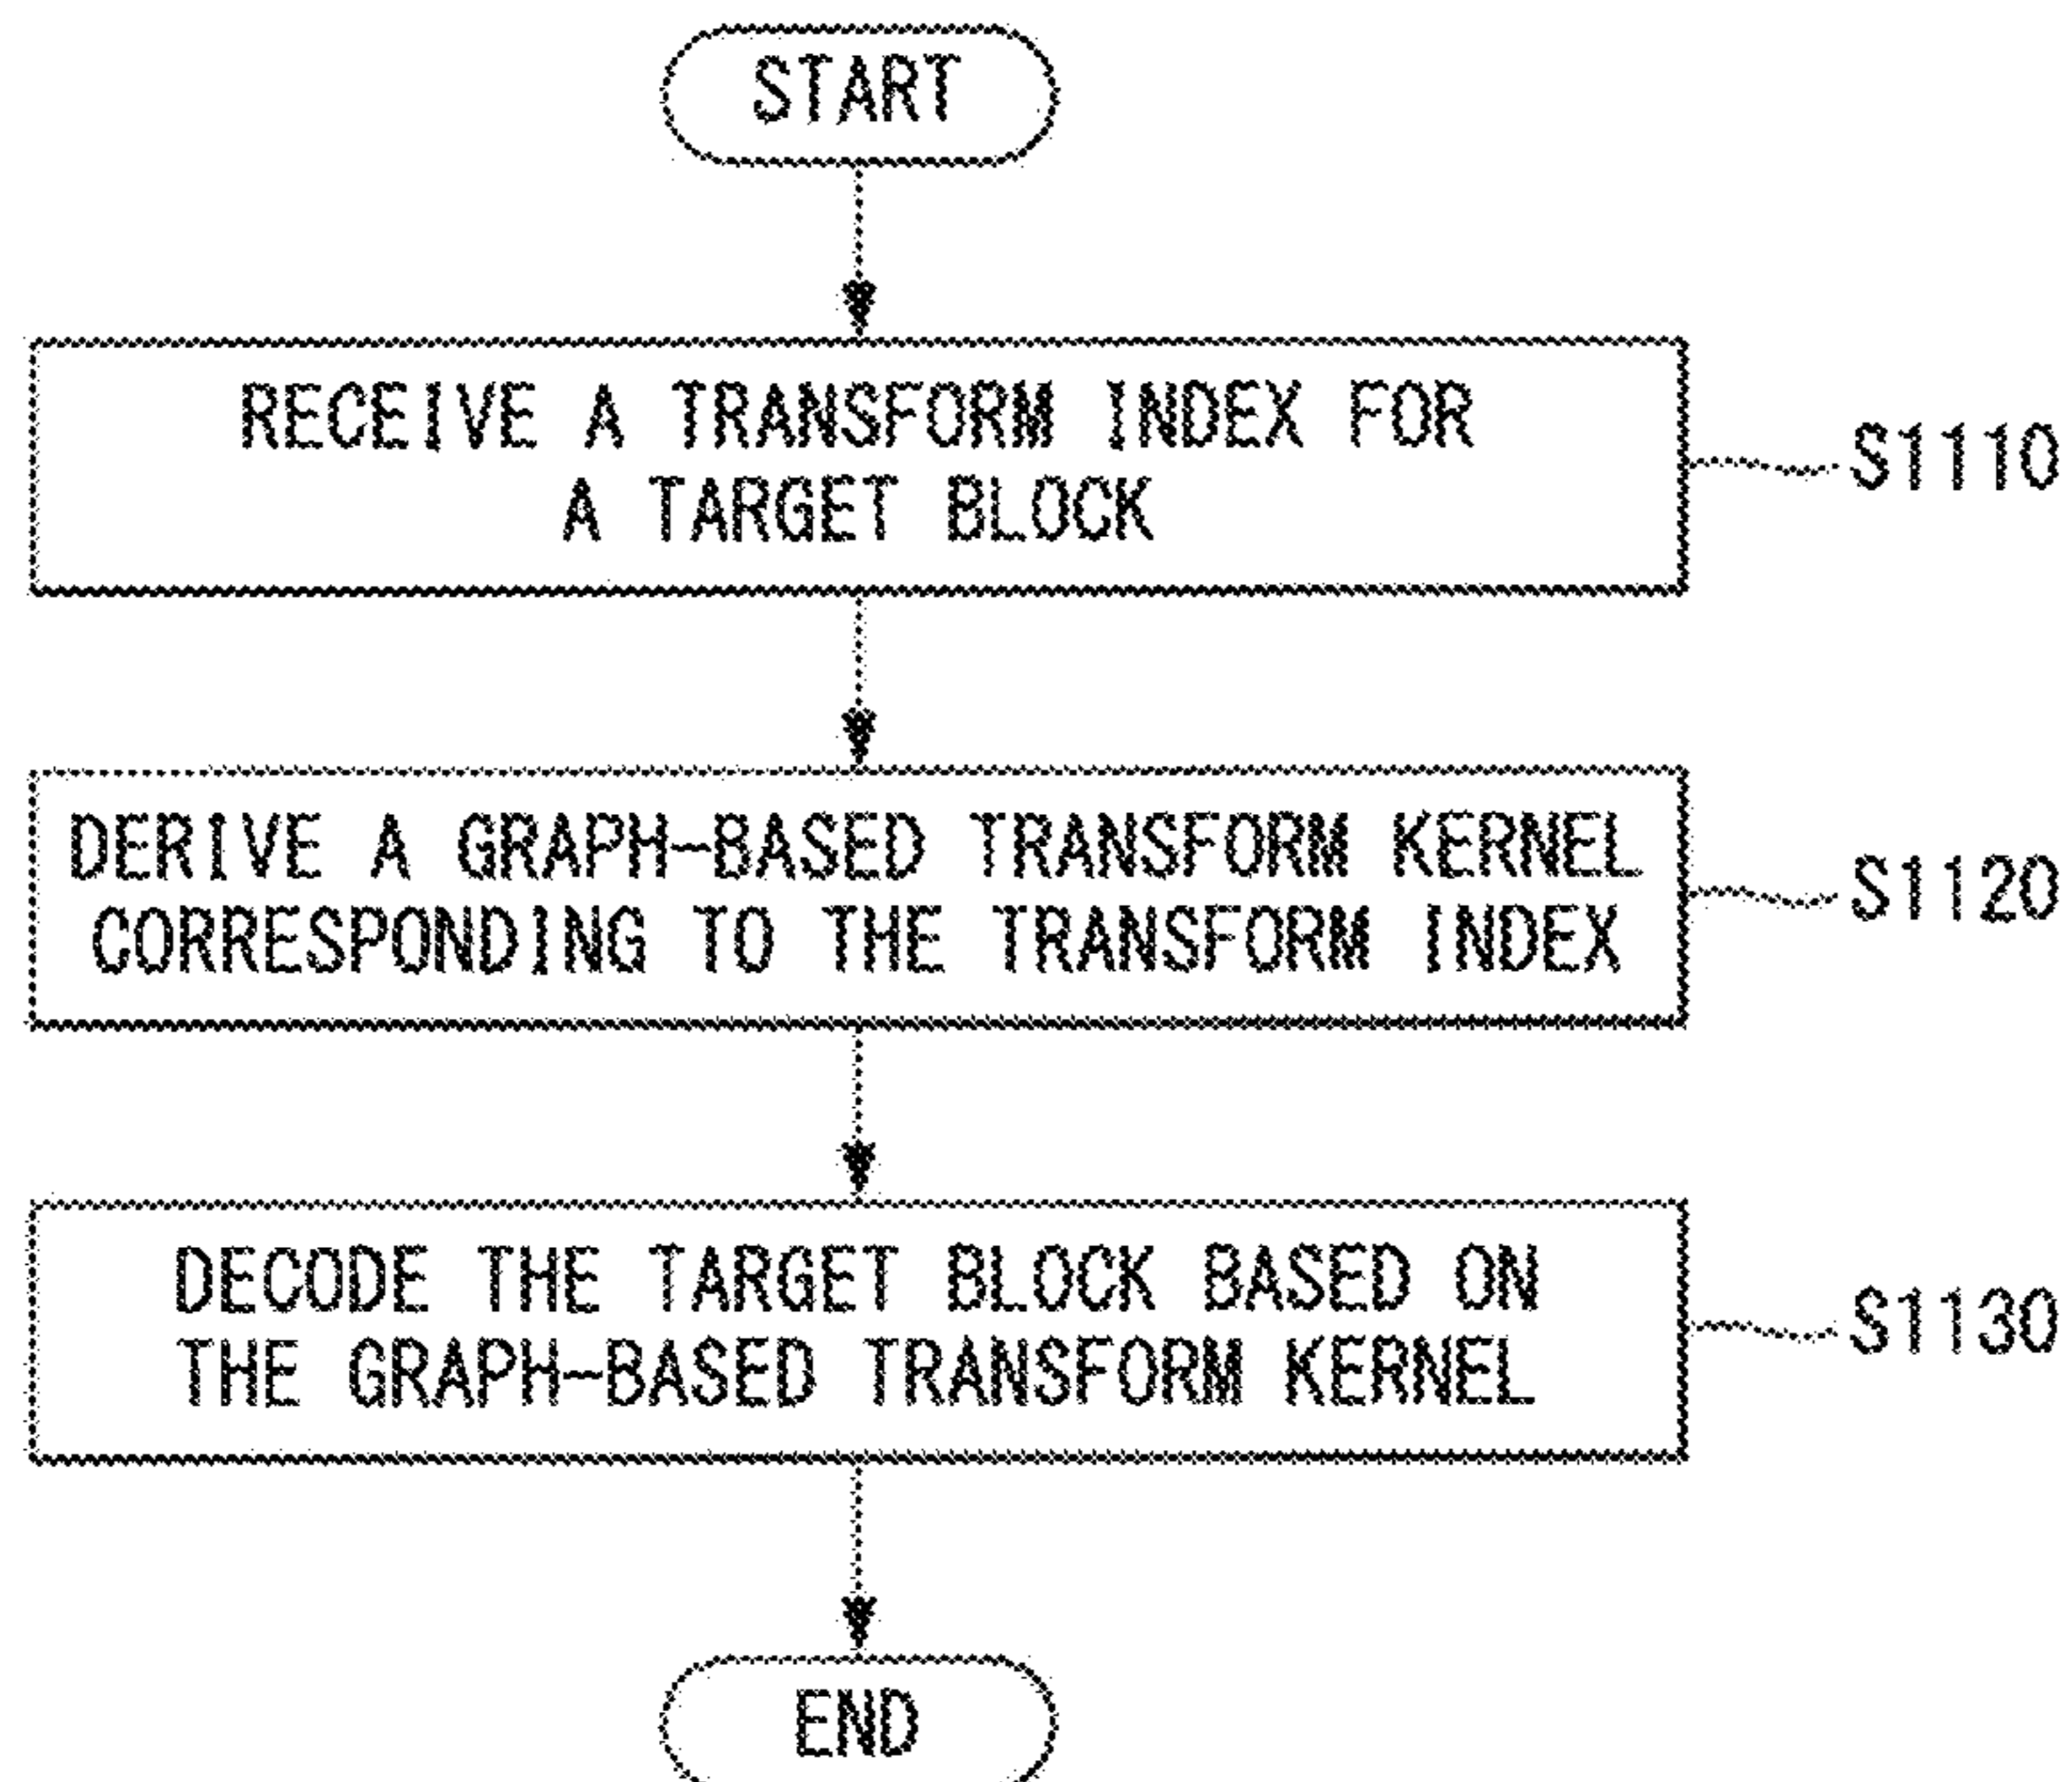 START
RECEIVE A TRANSFORM INDEX FOR
A TARGET BLOCK
S1110
DERIVE A GRAPH-BASED TRANSFORM KERNEL
CORRESPONDING TO THE TRANSFORM INDEX
S1120
DECODE THE TARGET BLOCK BASED ON
THE GRAPH-BASED TRANSFORM KERNEL
S1130
END